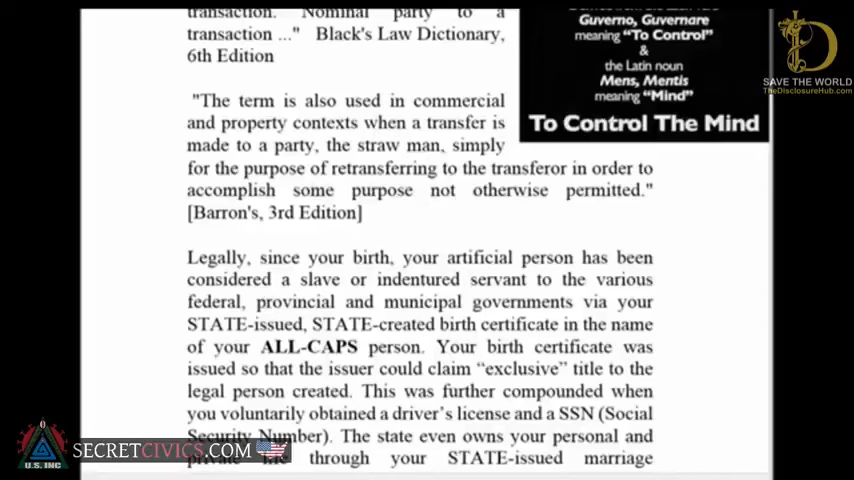 transaction. Nominal party to a
transaction ..." Black's Law Dictionary,
6th Edition
"The term is also used in commercial
and property contexts when a transfer is
made to a party, the straw man, simply
for the purpose of retransferring to the transferor in order to
accomplish some purpose not otherwise permitted."
[Barron's, 3rd Edition]
Legally, since your birth, your artificial person has been
considered a slave or indentured servant to the various
federal, provincial and municipal governments via your
STATE-issued, STATE-created birth certificate in the name
of your ALL-CAPS person. Your birth certificate was
issued so that the issuer could claim “exclusive” title to the
legal person created. This was further compounded when
you voluntarily obtained a driver’s license and a SSN (Social
Security Number). The state even owns your personal and
private life through your STATE-issued marriage
Guverno, Guvernare
meaning “To Control”
&
the Latin noun
Mens, Mentis
meaning “Mind”
To Control The Mind
D
SAVE THE WORLD
TheDisclosureHub.com
U.S. INC
SECRETCIVICS.COM